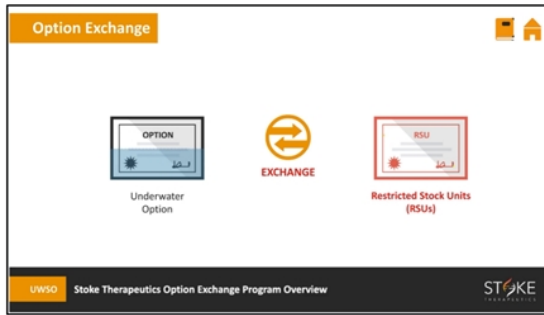 Option Exchange
OPTION
RSU
EXCHANGE
Underwater
Option
Restricted Stock Units
(RSUs)
UWSO
Stoke Therapeutics Option Exchange Program Overview
STOKE
THERAPEUTICS